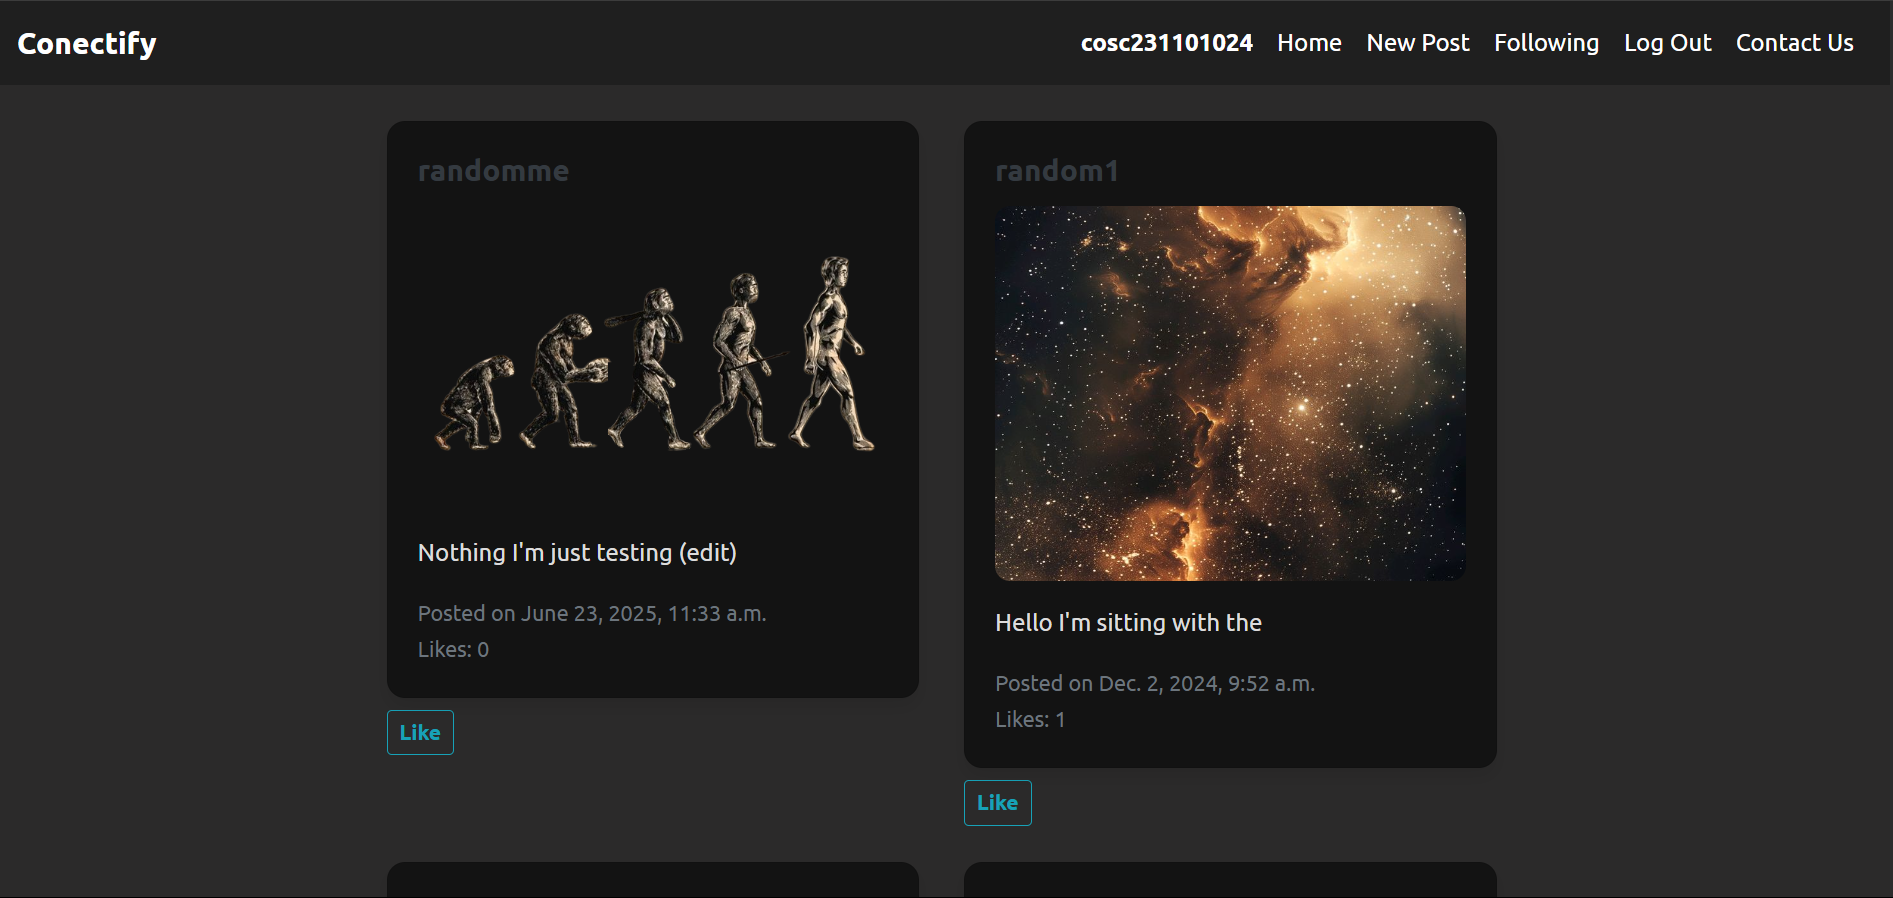 Conectify
cosc231101024 Home New Post Following Log Out Contact Us
randomme
Nothing I'm just testing (edit)
Posted on June 23, 2025, 11:33 a.m.
Likes: 0
Like
random1
Hello I'm sitting with the
Posted on Dec. 2, 2024, 9:52 a.m.
Likes: 1
Like